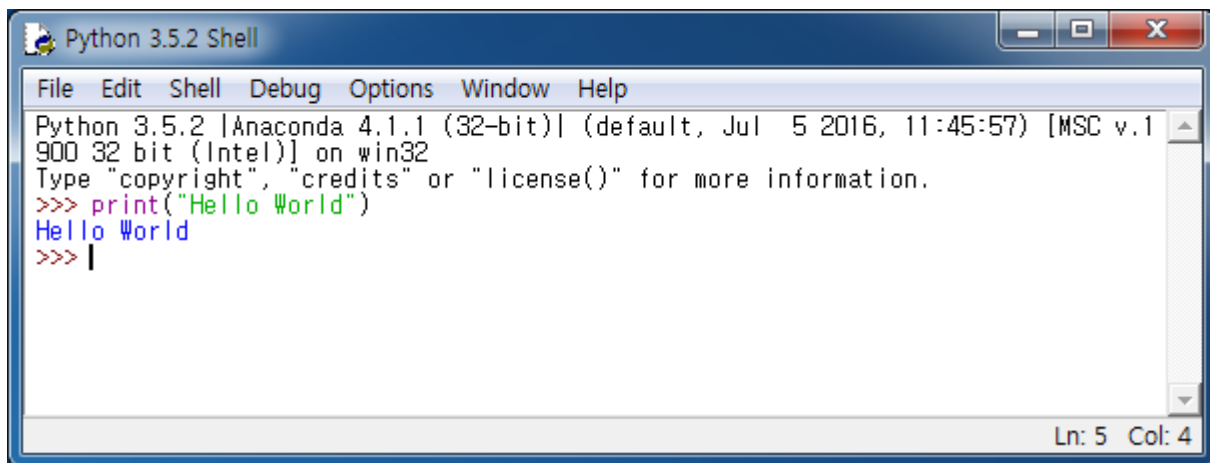 Python 3.5.2 Shell
File Edit Shell Debug Options Window Help
Python 3.5.2 |Anaconda 4.1.1 (32-bit)| (default, Jul  5 2016, 11:45:57) [MSC v.1
900 32 bit (Intel)] on win32
Type "copyright", "credits" or "license()" for more information.
>>> print("Hello World")
Hello World
>>>
Ln: 5 Col: 4